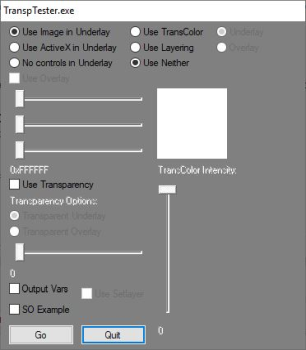 TranspTester.exe
Use Image in Underlay Use TransColor Underlay
Use ActiveX in Underlay Use Layering Overlay
No controls in Underlay Use Neither
Use Overlay
0xFFFFFF TransColor Intensity:
Use Transparency
Transparency Options:
Transparent Underlay
Transparent Overlay
0
Output Vars Use Setlayer
SO Example 0
Go Quit